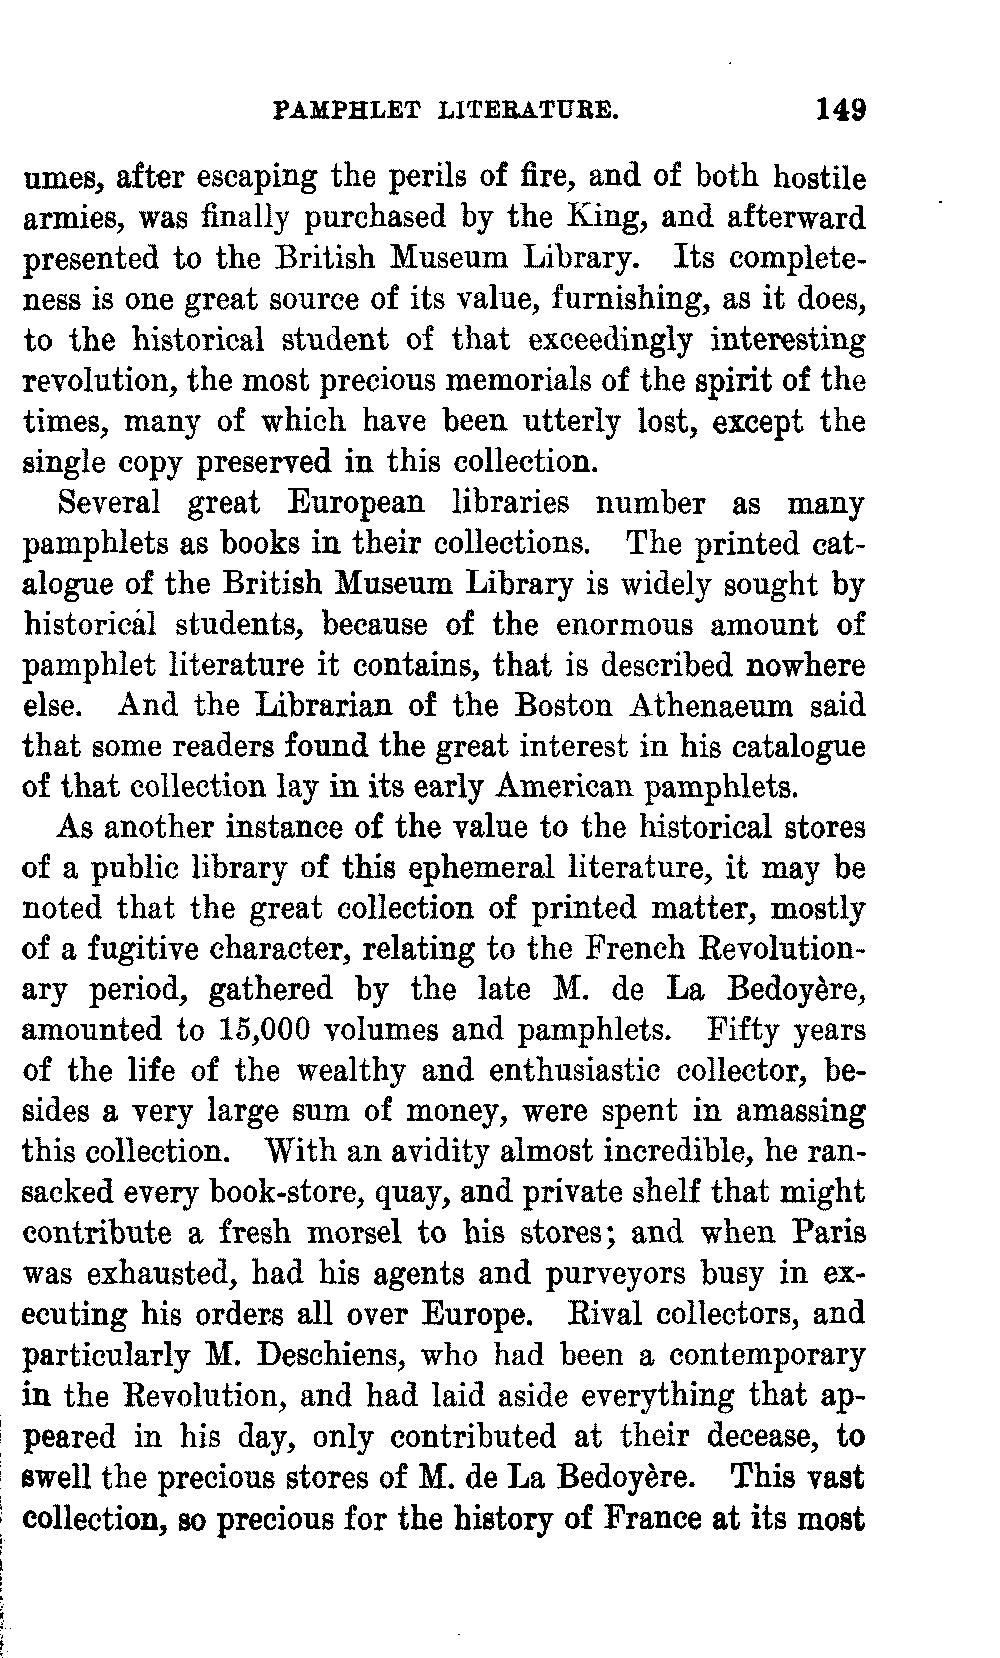 PAMPHLET LITERATURE. 149
umes, after escaping the perils of fire, and of both hostile
armies, was finally purchased by the King, and afterward
presented to the British Museum Library. Its complete-
ness is one great source of its value, furnishing, as it does,
to the historical student of that exceedingly interesting
revolution, the most precious memorials of the spirit of the
times, many of which have been utterly lost, except the
single copy preserved in this collection.
Several great European libraries number as many
pamphlets as books in their collections. The printed cat-
alogue of the British Museum Library is widely sought by
historical students, because of the enormous amount of
pamphlet literature it contains, that is described nowhere
else. And the Librarian of the Boston Athenaeum said
that some readers found the great interest in his catalogue
of that collection lay in its early American pamphlets.
As another instance of the value to the historical stores
of a public library of this ephemeral literature, it may be
noted that the great collection of printed matter, mostly
of a fugitive character, relating to the French Revolution-
ary period, gathered by the late M. de La Bedoyère,
amounted to 15,000 volumes and pamphlets. Fifty years
of the life of the wealthy and enthusiastic collector, be-
sides a very large sum of money, were spent in amassing
this collection. With an avidity almost incredible, he ran-
sacked every book-store, quay, and private shelf that might
contribute a fresh morsel to his stores; and when Paris
was exhausted, had his agents and purveyors busy in ex-
ecuting his orders all over Europe. Rival collectors, and
particularly M. Deschiens, who had been a contemporary
in the Revolution, and had laid aside everything that ap-
peared in his day, only contributed at their decease, to
swell the precious stores of M. de La Bedoyère. This vast
collection, so precious for the history of France at its most